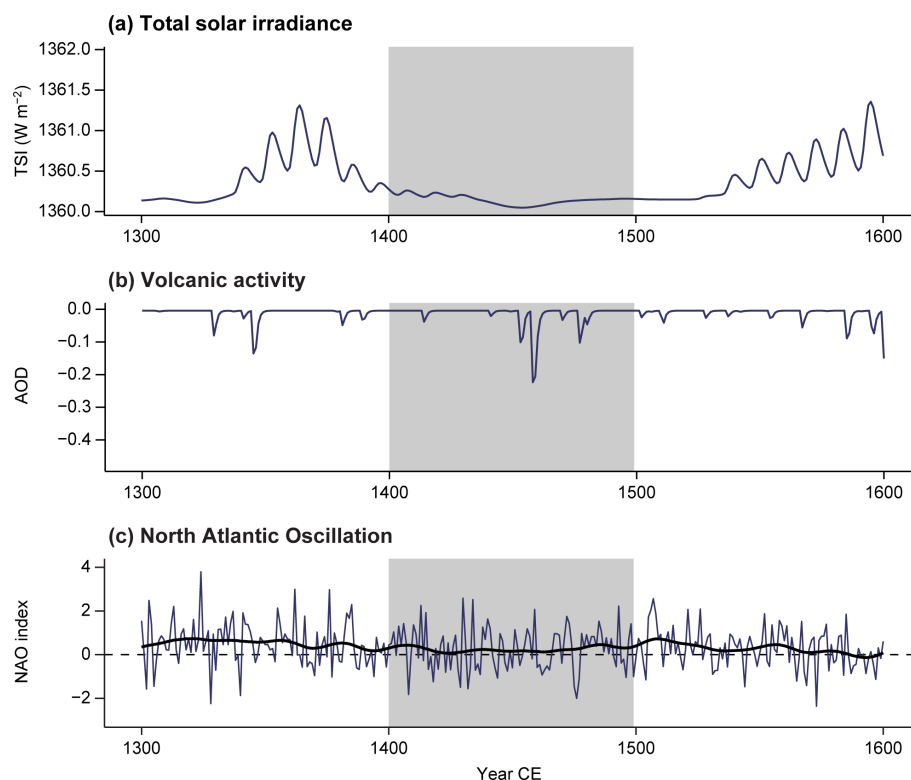 (a) Total solar irradiance
TSI (W m⁻²)
1362.0
1361.5
1361.0
1360.5
1360.0
1300 1400 1500 1600
(b) Volcanic activity
AOD
0.0
−0.1
−0.2
−0.3
−0.4
1300 1400 1500 1600
(c) North Atlantic Oscillation
NAO index
4
2
0
−2
1300 1400 1500 1600
Year CE